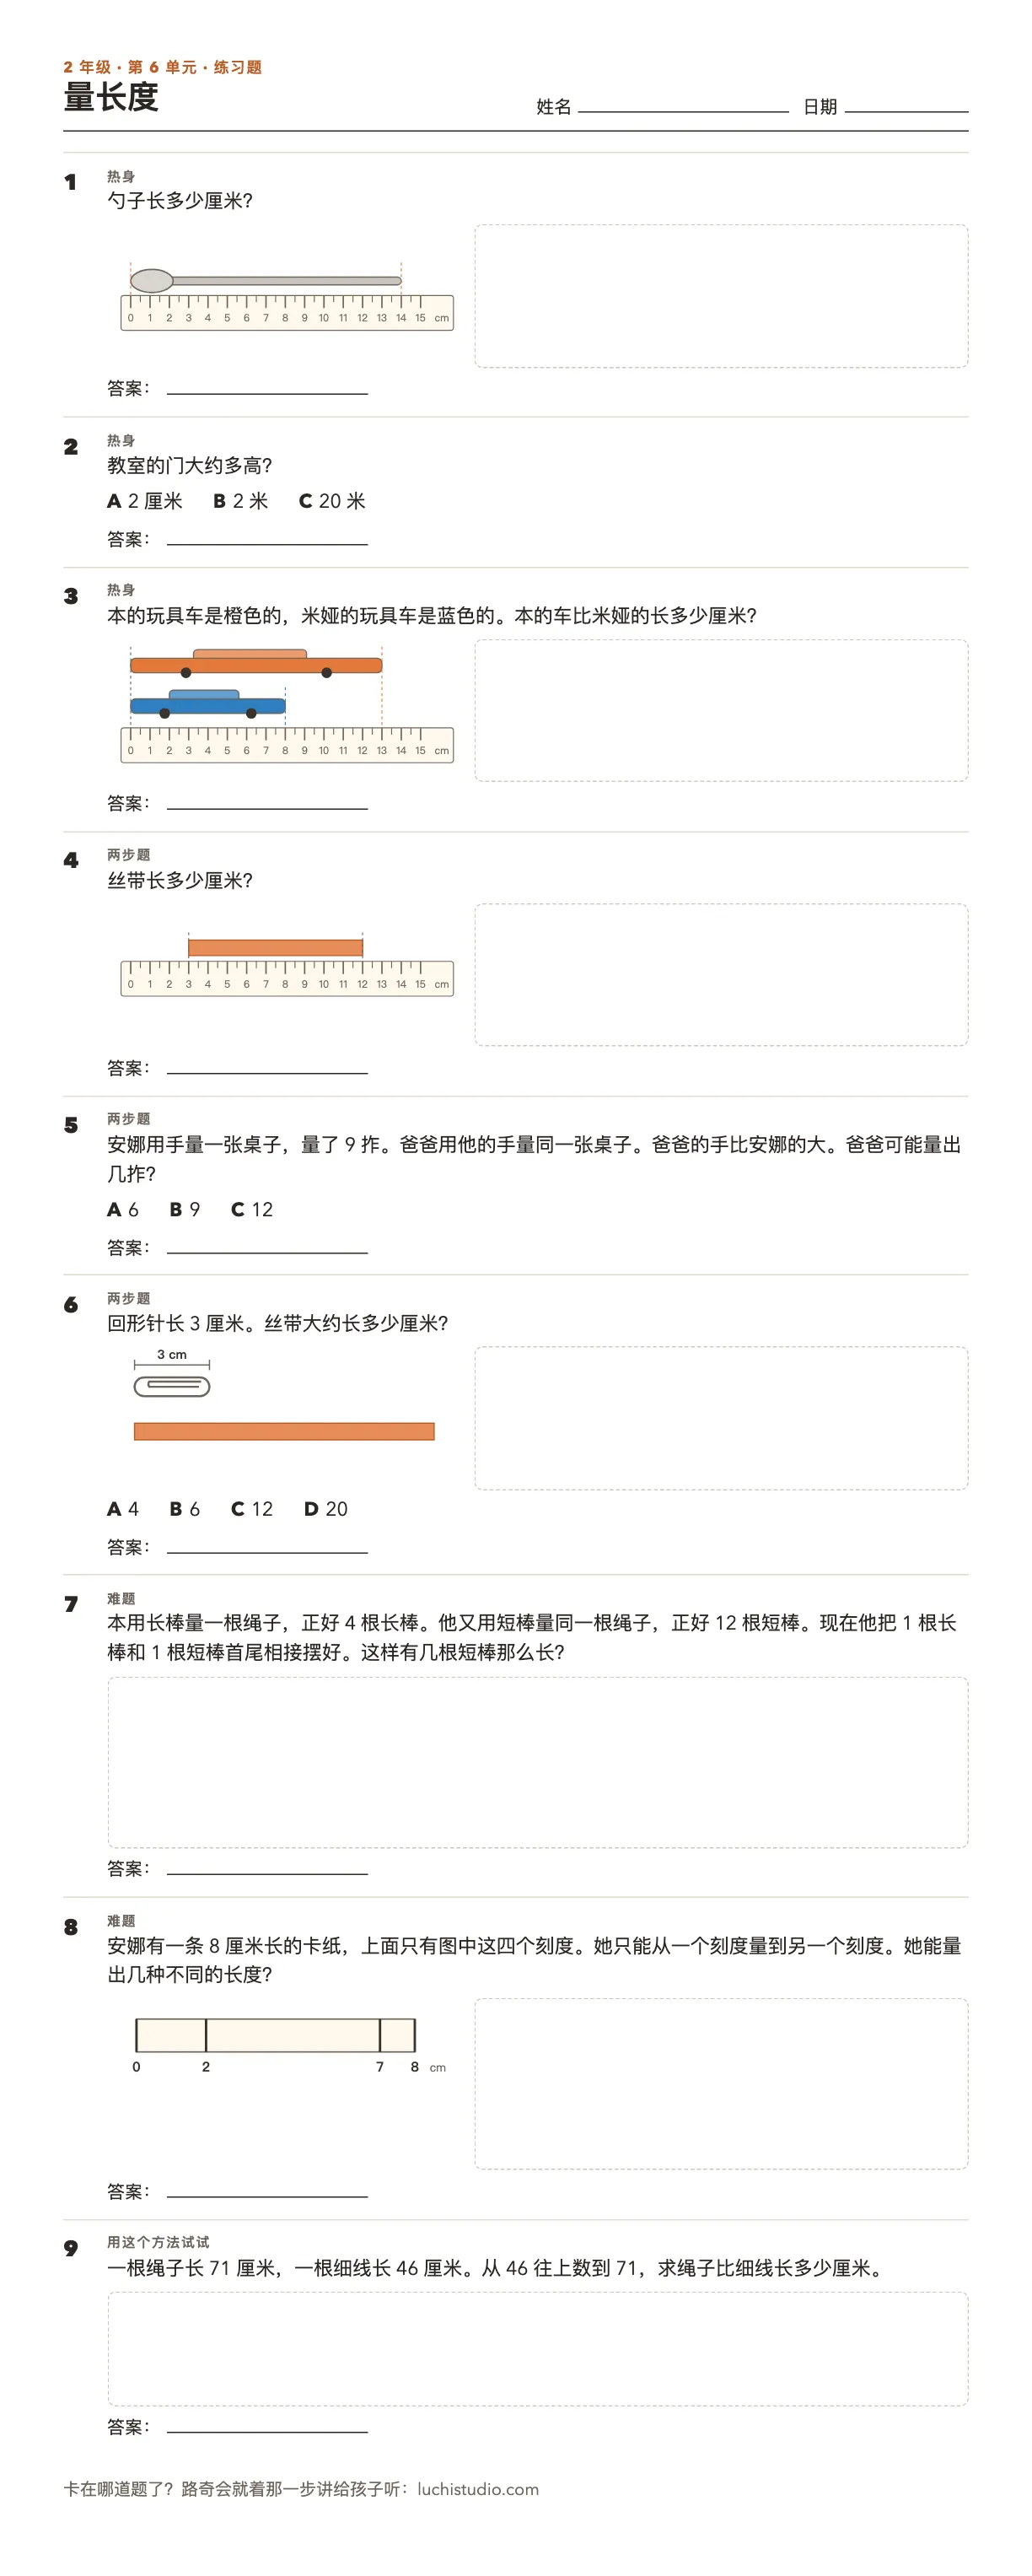 2 年级 · 第 6 单元 · 练习题
量长度
姓名 日期
1 热身
勺子长多少厘米?
0 1 2 3 4 5 6 7 8 9 10 11 12 13 14 15 cm
答案:
2 热身
教室的门大约多高?
A 2 厘米 B 2 米 C 20 米
答案:
3 热身
本的玩具车是橙色的，米娅的玩具车是蓝色的。本的车比米娅的长多少厘米?
0 1 2 3 4 5 6 7 8 9 10 11 12 13 14 15 cm
答案:
4 两步题
丝带长多少厘米?
0 1 2 3 4 5 6 7 8 9 10 11 12 13 14 15 cm
答案:
5 两步题
安娜用手量一张桌子，量了 9 拃。爸爸用他的手量同一张桌子。爸爸的手比安娜的大。爸爸可能量出
几拃?
A 6 B 9 C 12
答案:
6 两步题
回形针长 3 厘米。丝带大约长多少厘米?
3 cm
A 4 B 6 C 12 D 20
答案:
7 难题
本用长棒量一根绳子，正好 4 根长棒。他又用短棒量同一根绳子，正好 12 根短棒。现在他把 1 根长
棒和 1 根短棒首尾相接摆好。这样有几根短棒那么长?
答案:
8 难题
安娜有一条 8 厘米长的卡纸，上面只有图中这四个刻度。她只能从一个刻度量到另一个刻度。她能量
出几种不同的长度?
0 2 7 8 cm
答案:
9 用这个方法试试
一根绳子长 71 厘米，一根细线长 46 厘米。从 46 往上数到 71，求绳子比细线长多少厘米。
答案:
卡在哪道题了? 路奇会就着那一步讲给孩子听: luchistudio.com